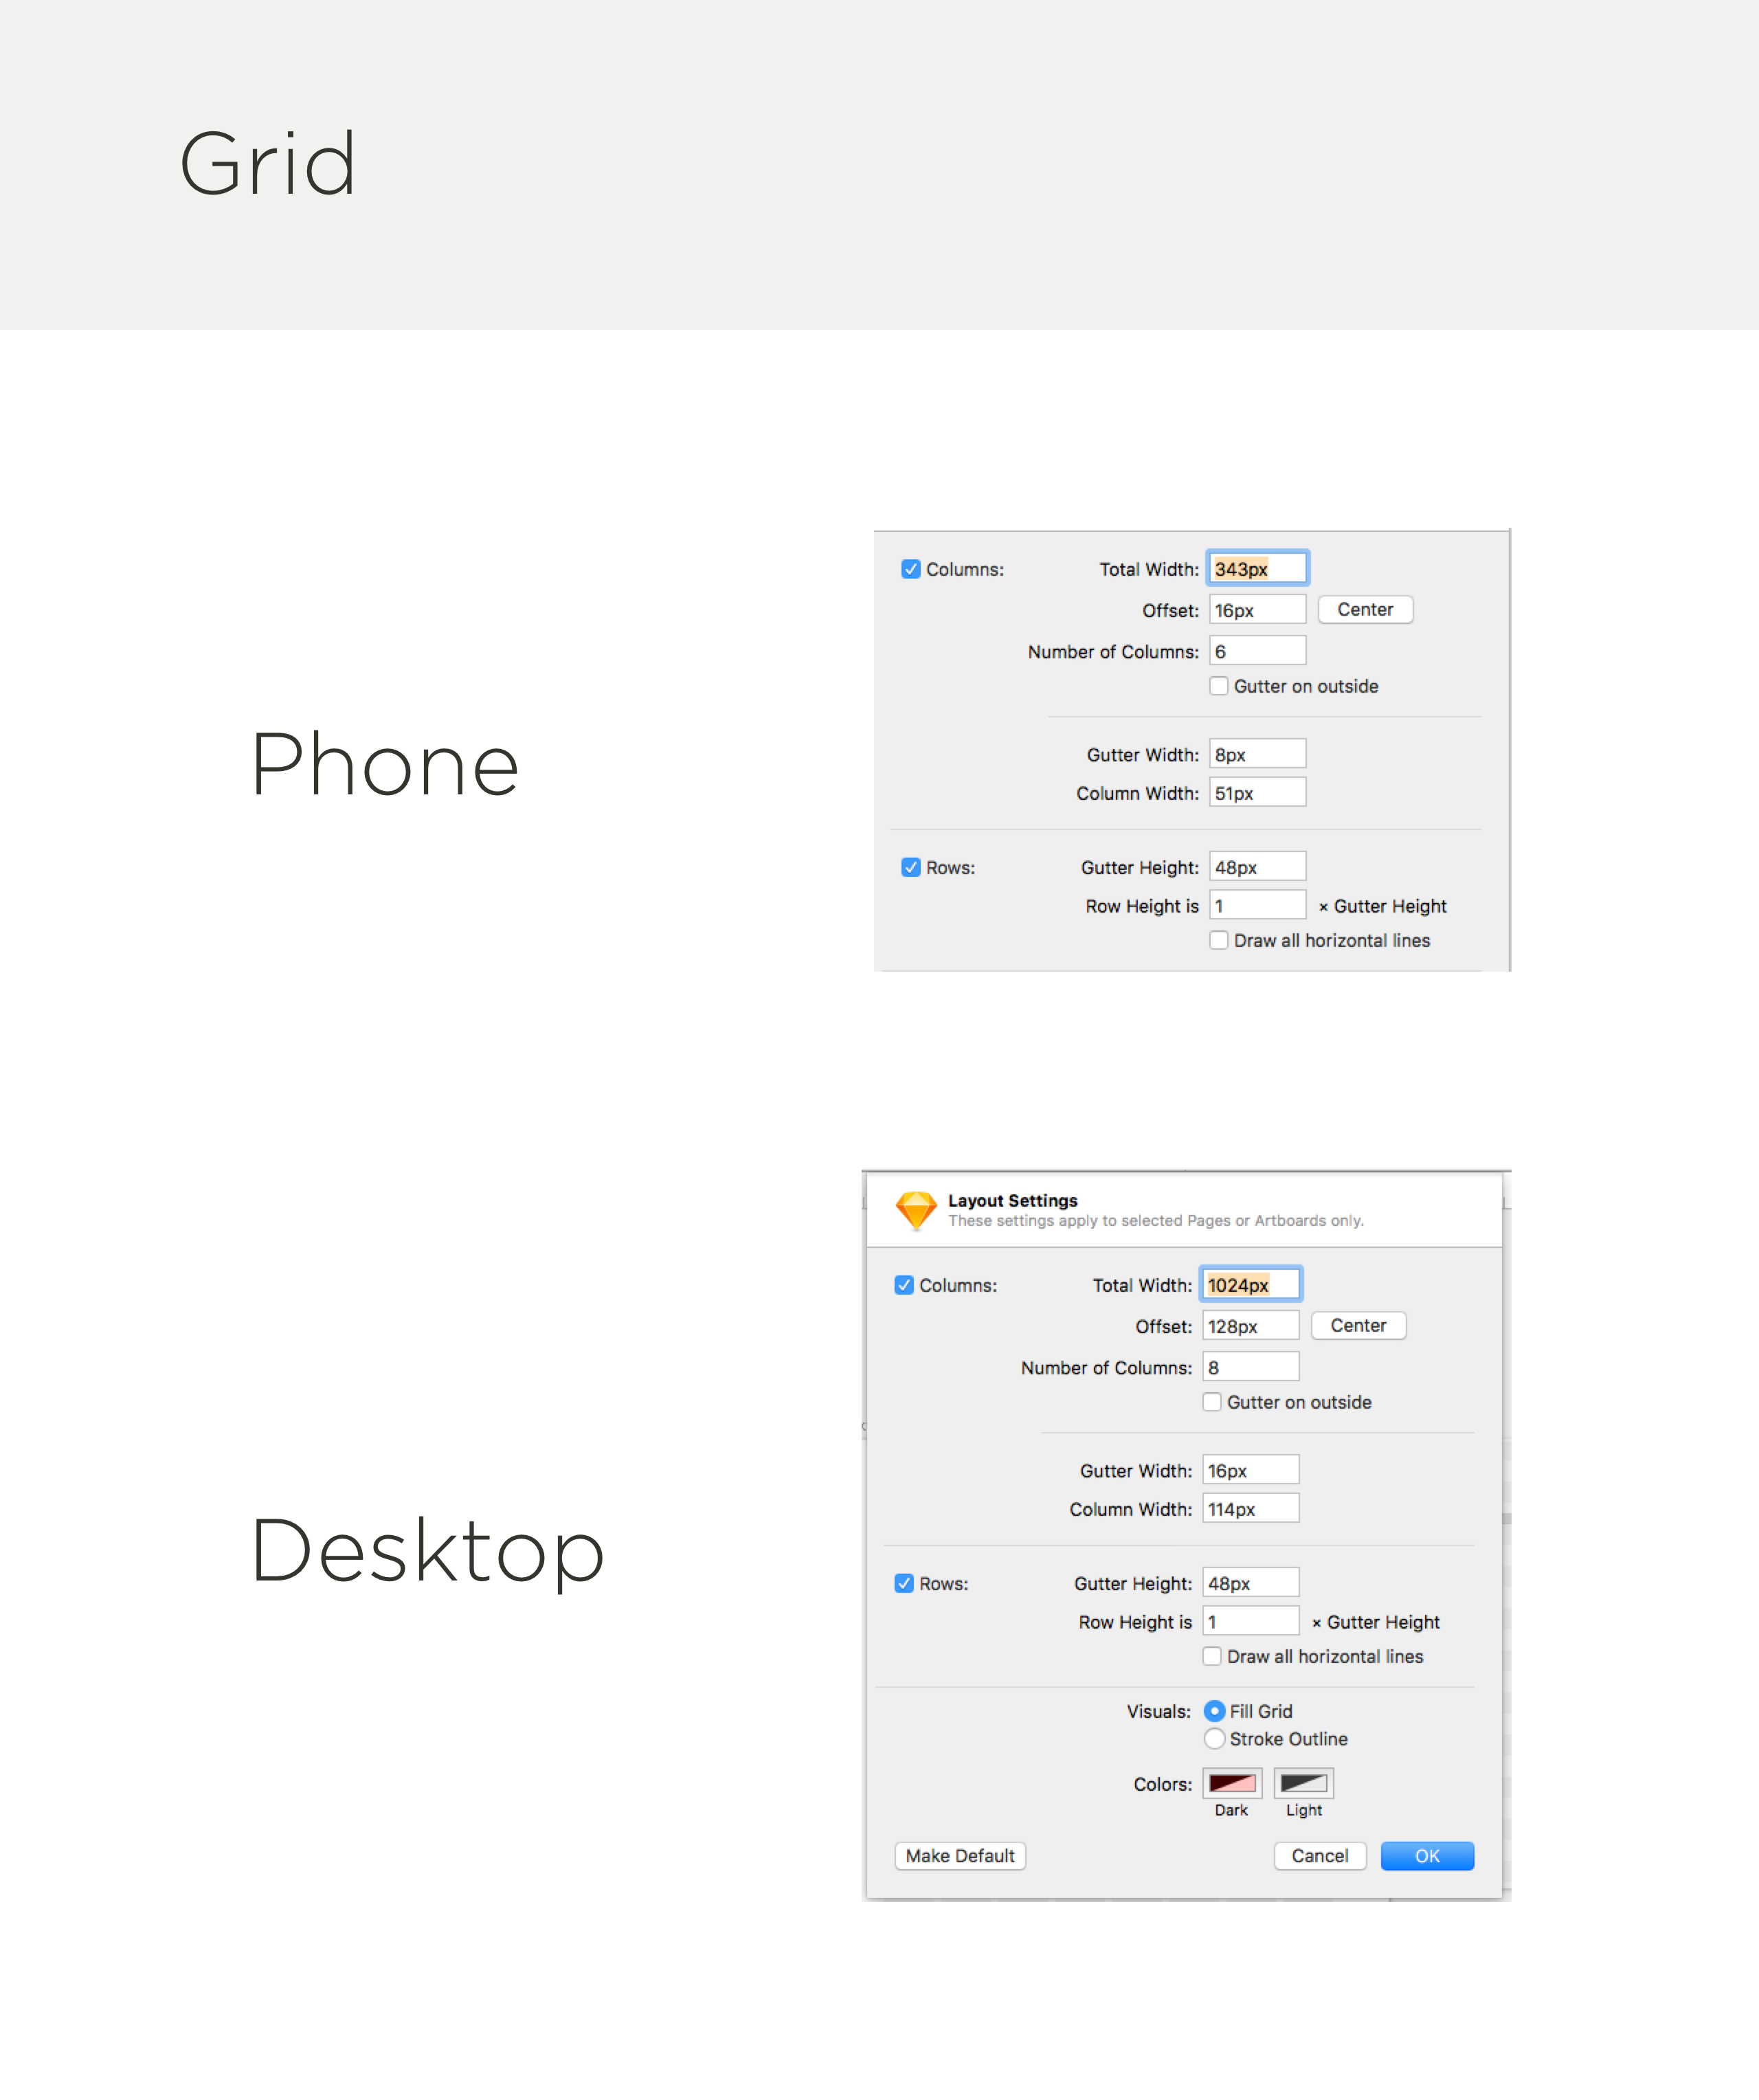 Grid
Phone
Columns: Total Width: 343px
Offset: 16px Center
Number of Columns: 6
Gutter on outside
Gutter Width: 8px
Column Width: 51px
Rows: Gutter Height: 48px
Row Height is 1 × Gutter Height
Draw all horizontal lines
Desktop
Layout Settings
These settings apply to selected Pages or Artboards only.
Columns: Total Width: 1024px
Offset: 128px Center
Number of Columns: 8
Gutter on outside
Gutter Width: 16px
Column Width: 114px
Rows: Gutter Height: 48px
Row Height is 1 × Gutter Height
Draw all horizontal lines
Visuals: Fill Grid
Stroke Outline
Colors:
Dark Light
Make Default Cancel OK